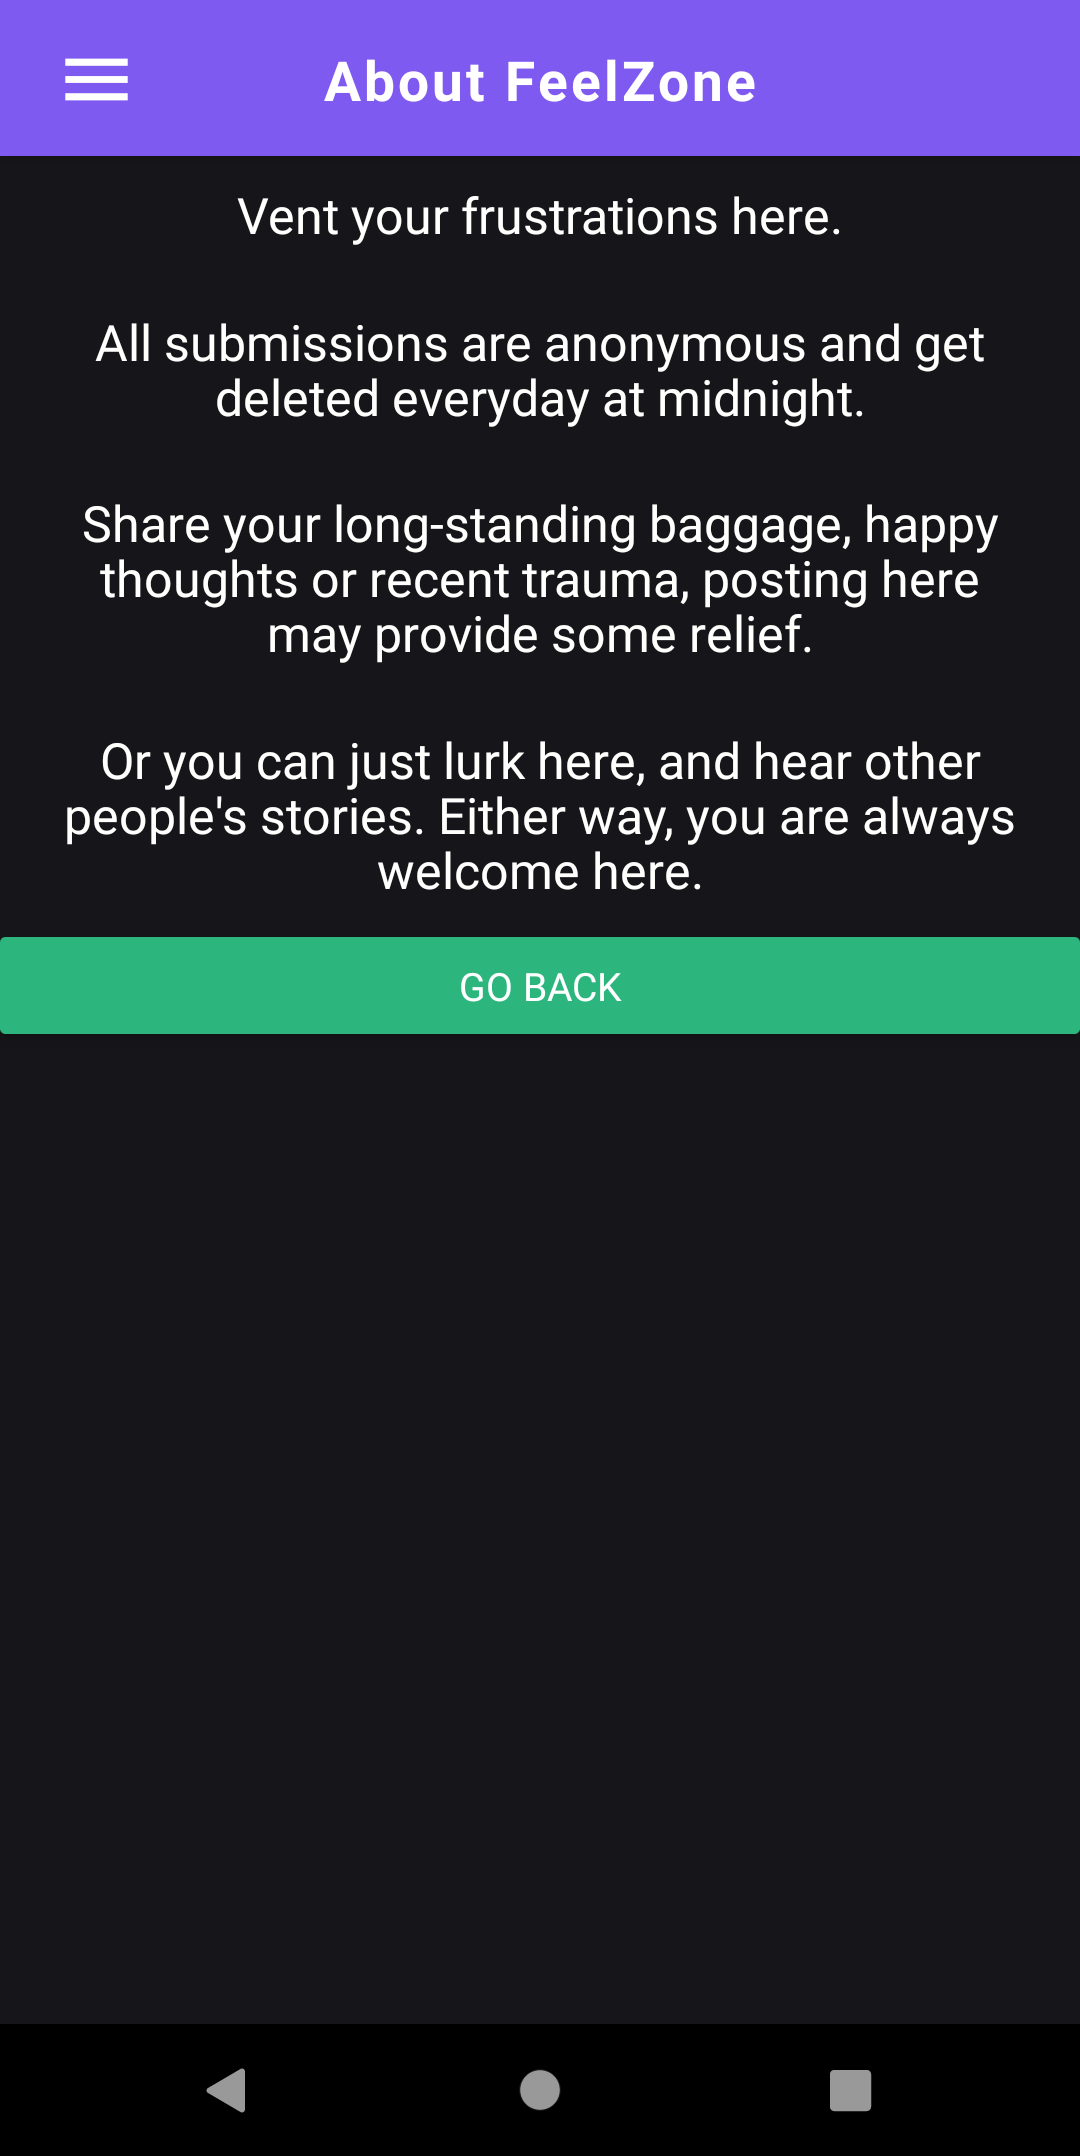 About FeelZone
Vent your frustrations here.
All submissions are anonymous and get
deleted everyday at midnight.
Share your long-standing baggage, happy
thoughts or recent trauma, posting here
may provide some relief.
Or you can just lurk here, and hear other
people's stories. Either way, you are always
welcome here.
GO BACK